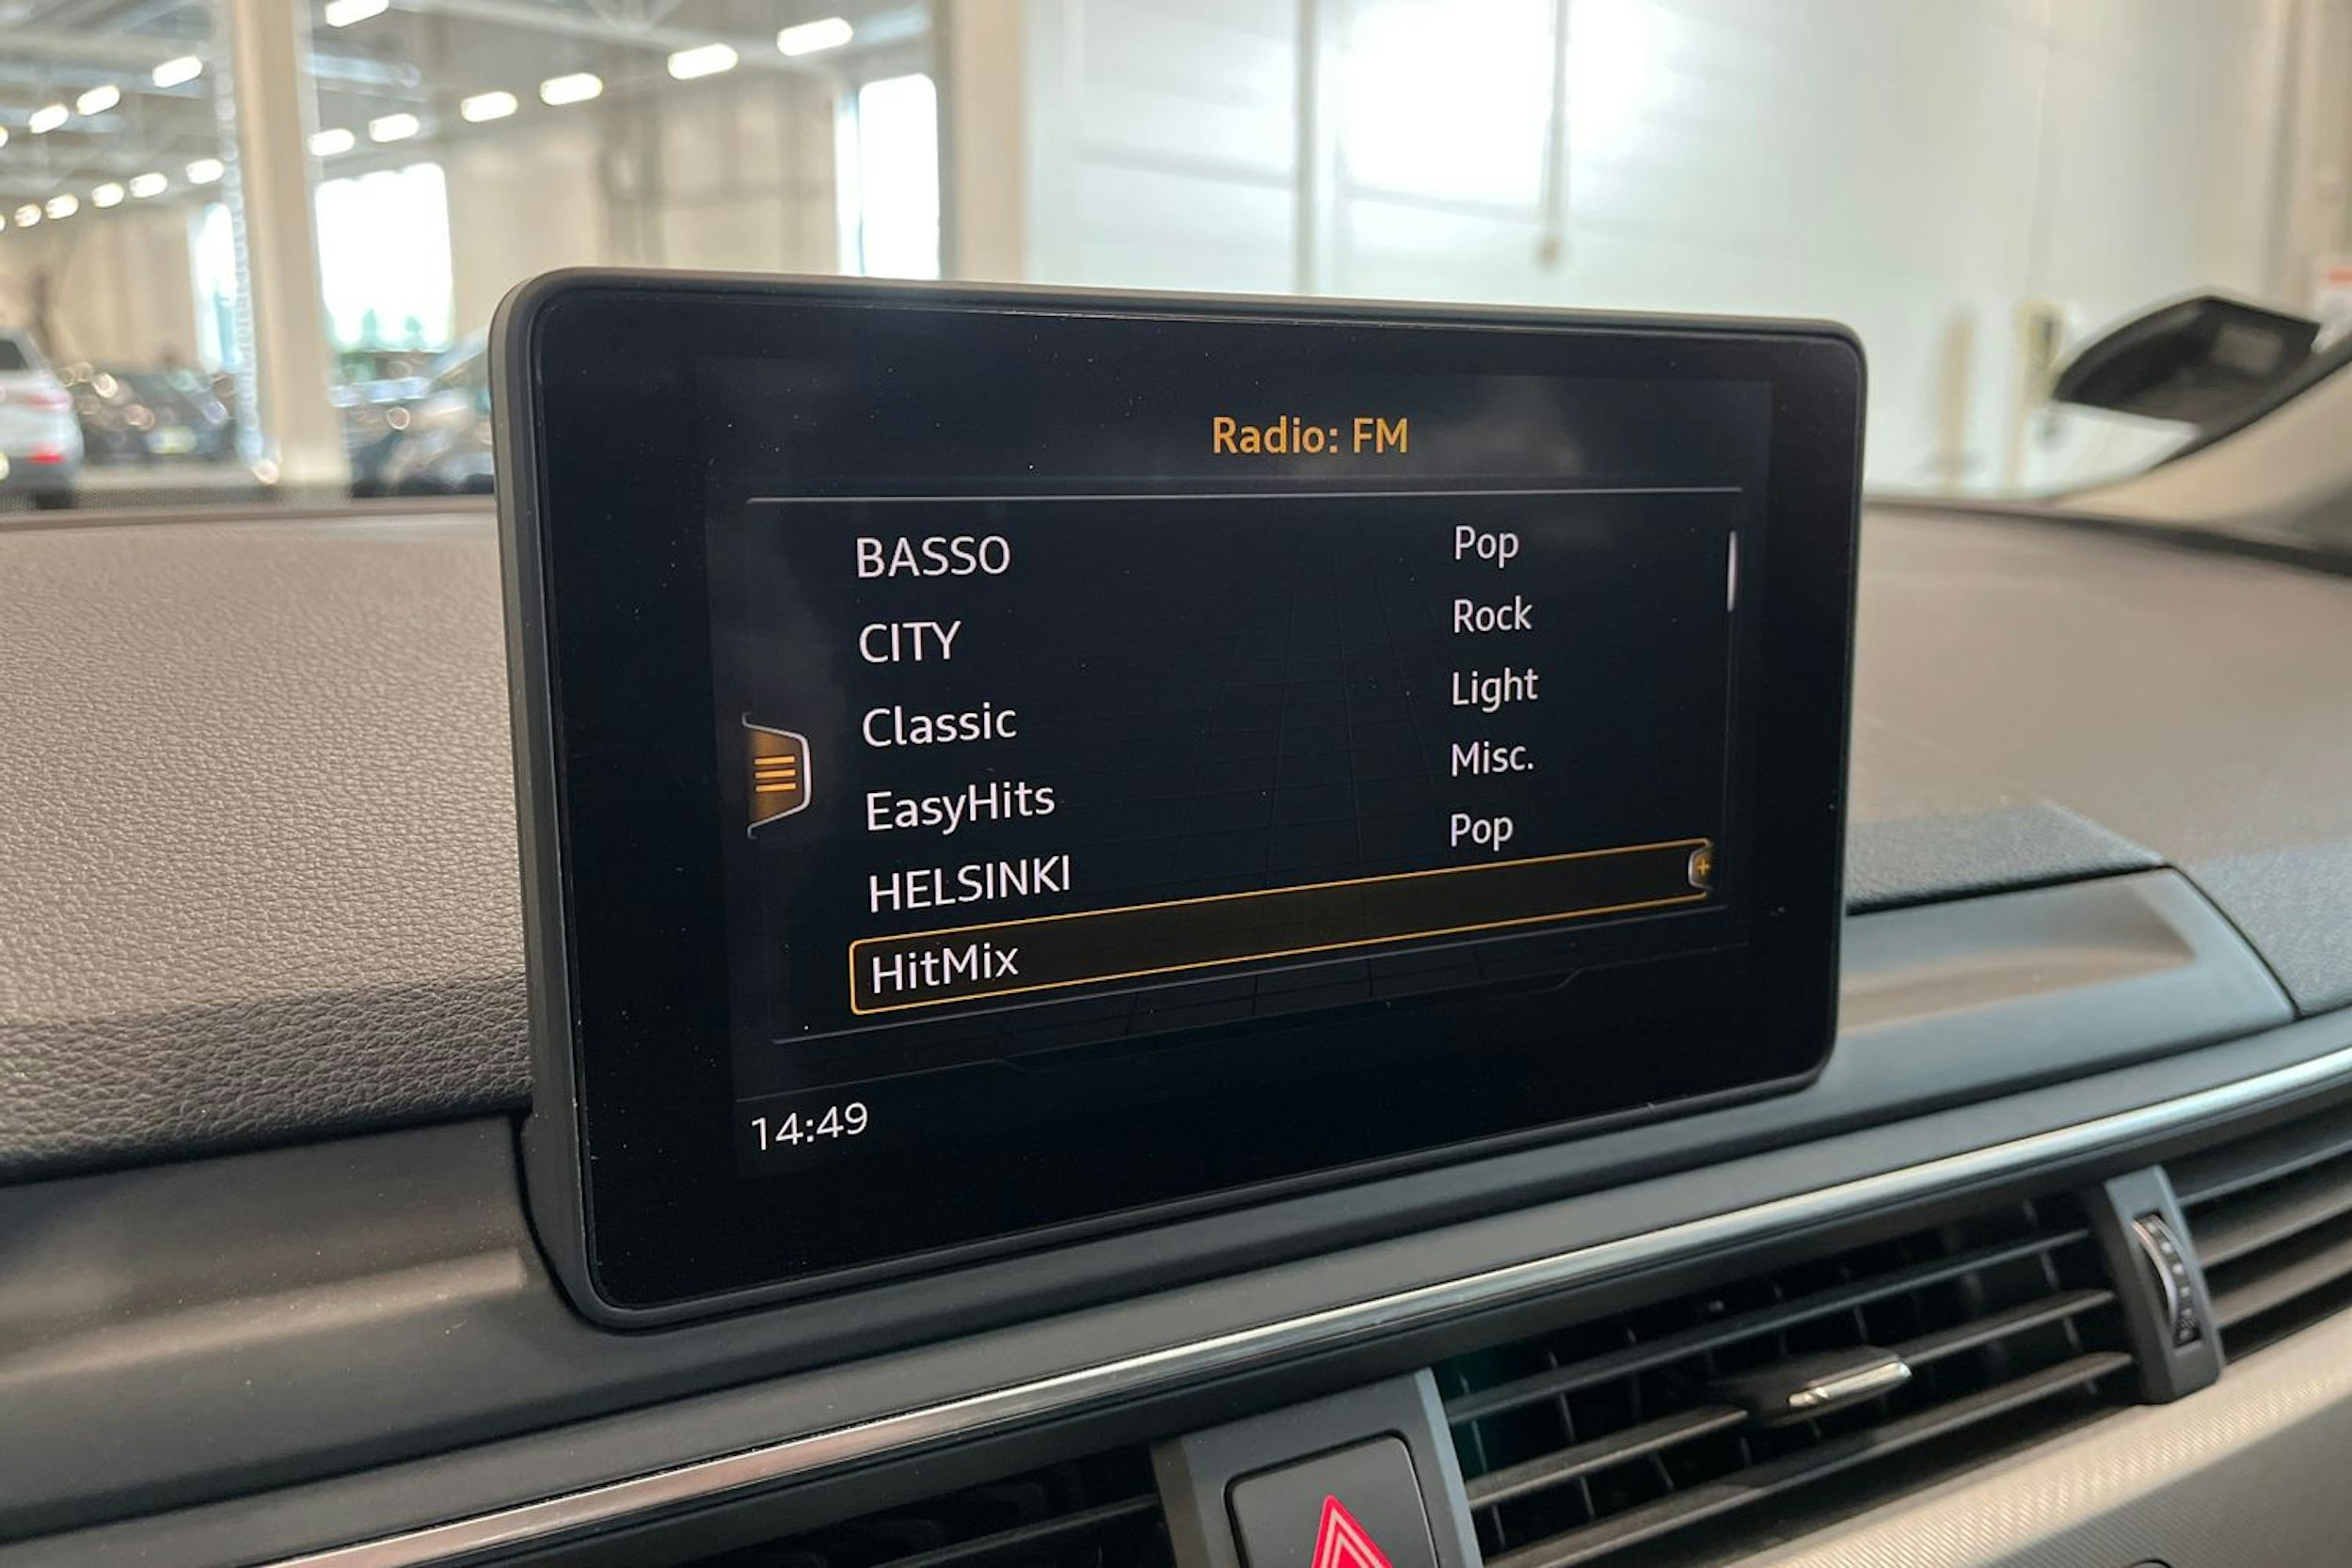 Radio: FM
BASSO Pop
CITY Rock
Classic Light
EasyHits Misc.
HELSINKI Pop
HitMix
14:49